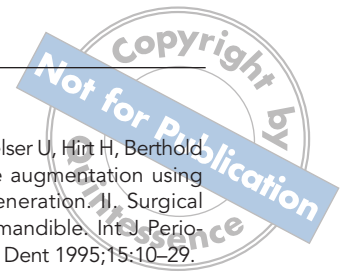 Copyright
by
Not for Publication
Quintessence
elser U, Hirt H, Berthold
e augmentation using
eneration. II. Surgical
mandible. Int J Perio-
Dent 1995;15:10–29.